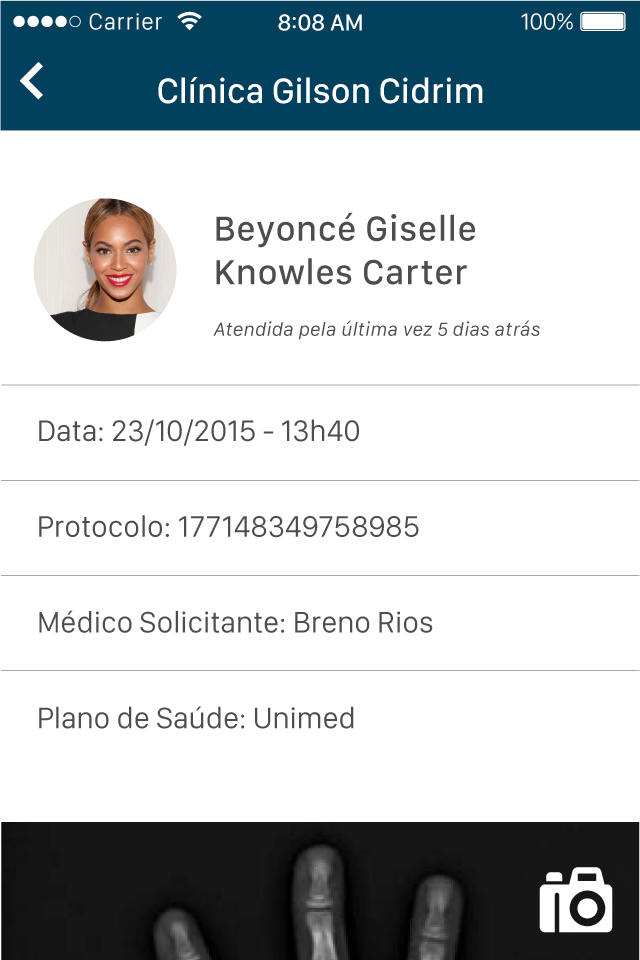 Carrier 8:08 AM 100%
Clínica Gilson Cidrim
Beyoncé Giselle
Knowles Carter
Atendida pela última vez 5 dias atrás
Data: 23/10/2015 - 13h40
Protocolo: 177148349758985
Médico Solicitante: Breno Rios
Plano de Saúde: Unimed